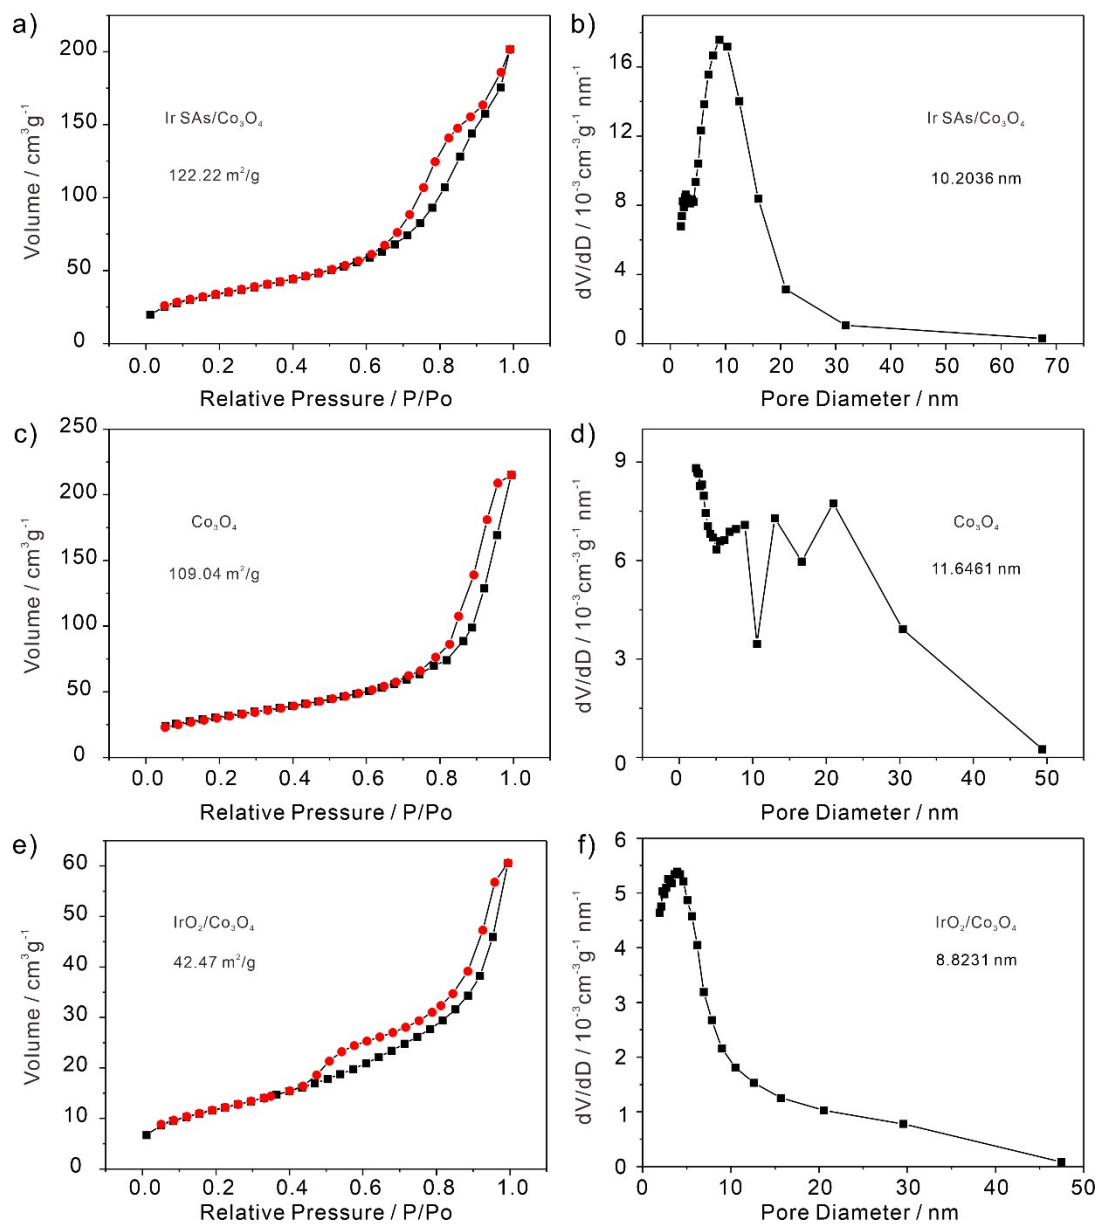 a)
Volume / cm³g⁻¹
200
150
100
50
0
Ir SAs/Co₃O₄
122.22 m²/g
0.0 0.2 0.4 0.6 0.8 1.0
Relative Pressure / P/Po
b)
dV/dD / 10⁻³cm⁻³g⁻¹ nm⁻¹
16
12
8
4
0
Ir SAs/Co₃O₄
10.2036 nm
0 10 20 30 40 50 60 70
Pore Diameter / nm
c)
Volume / cm³g⁻¹
250
200
150
100
50
0
Co₃O₄
109.04 m²/g
0.0 0.2 0.4 0.6 0.8 1.0
Relative Pressure / P/Po
d)
dV/dD / 10⁻³cm⁻³g⁻¹ nm⁻¹
9
6
3
0
Co₃O₄
11.6461 nm
0 10 20 30 40 50
Pore Diameter / nm
e)
Volume / cm³g⁻¹
60
50
40
30
20
10
0
IrO₂/Co₃O₄
42.47 m²/g
0.0 0.2 0.4 0.6 0.8 1.0
Relative Pressure / P/Po
f)
dV/dD / 10⁻³cm⁻³g⁻¹ nm⁻¹
6
5
4
3
2
1
0
IrO₂/Co₃O₄
8.8231 nm
0 10 20 30 40 50
Pore Diameter / nm